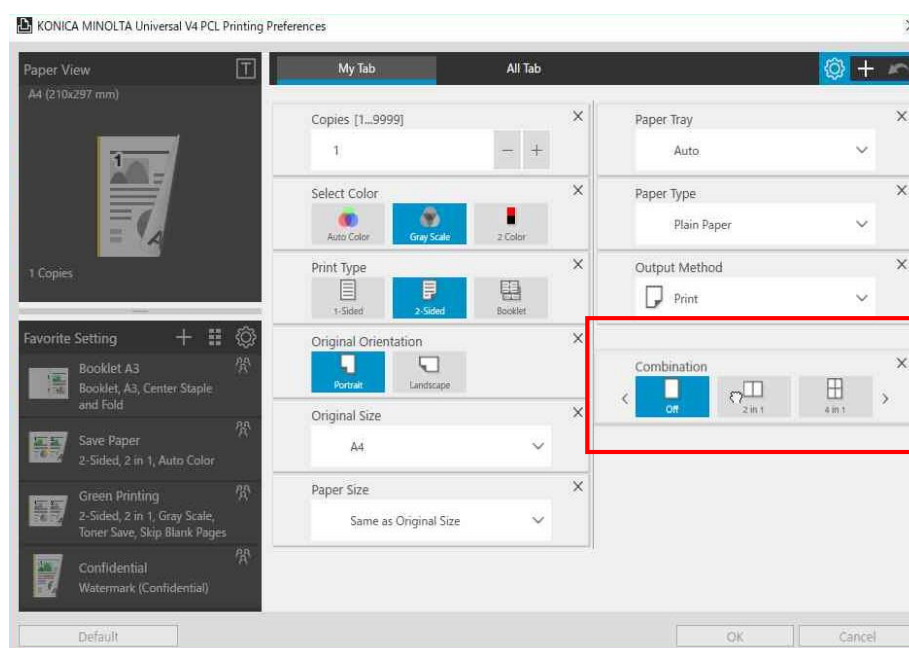 KONICA MINOLTA Universal V4 PCL Printing Preferences
Paper View
T
A4 (210x297 mm)
1
1 Copies
Favorite Setting
Booklet A3
Booklet, A3, Center Staple
and Fold
Save Paper
2-Sided, 2 in 1, Auto Color
Green Printing
2-Sided, 2 in 1, Gray Scale,
Toner Save, Skip Blank Pages
Confidential
Watermark (Confidential)
My Tab
All Tab
Copies [1...9999]
1
Select Color
Auto Color
Gray Scale
2 Color
Print Type
1-Sided
2-Sided
Booklet
Original Orientation
Portrait
Landscape
Original Size
A4
Paper Size
Same as Original Size
Paper Tray
Auto
Paper Type
Plain Paper
Output Method
Print
Combination
Off
2 in 1
4 in 1
Default
OK
Cancel